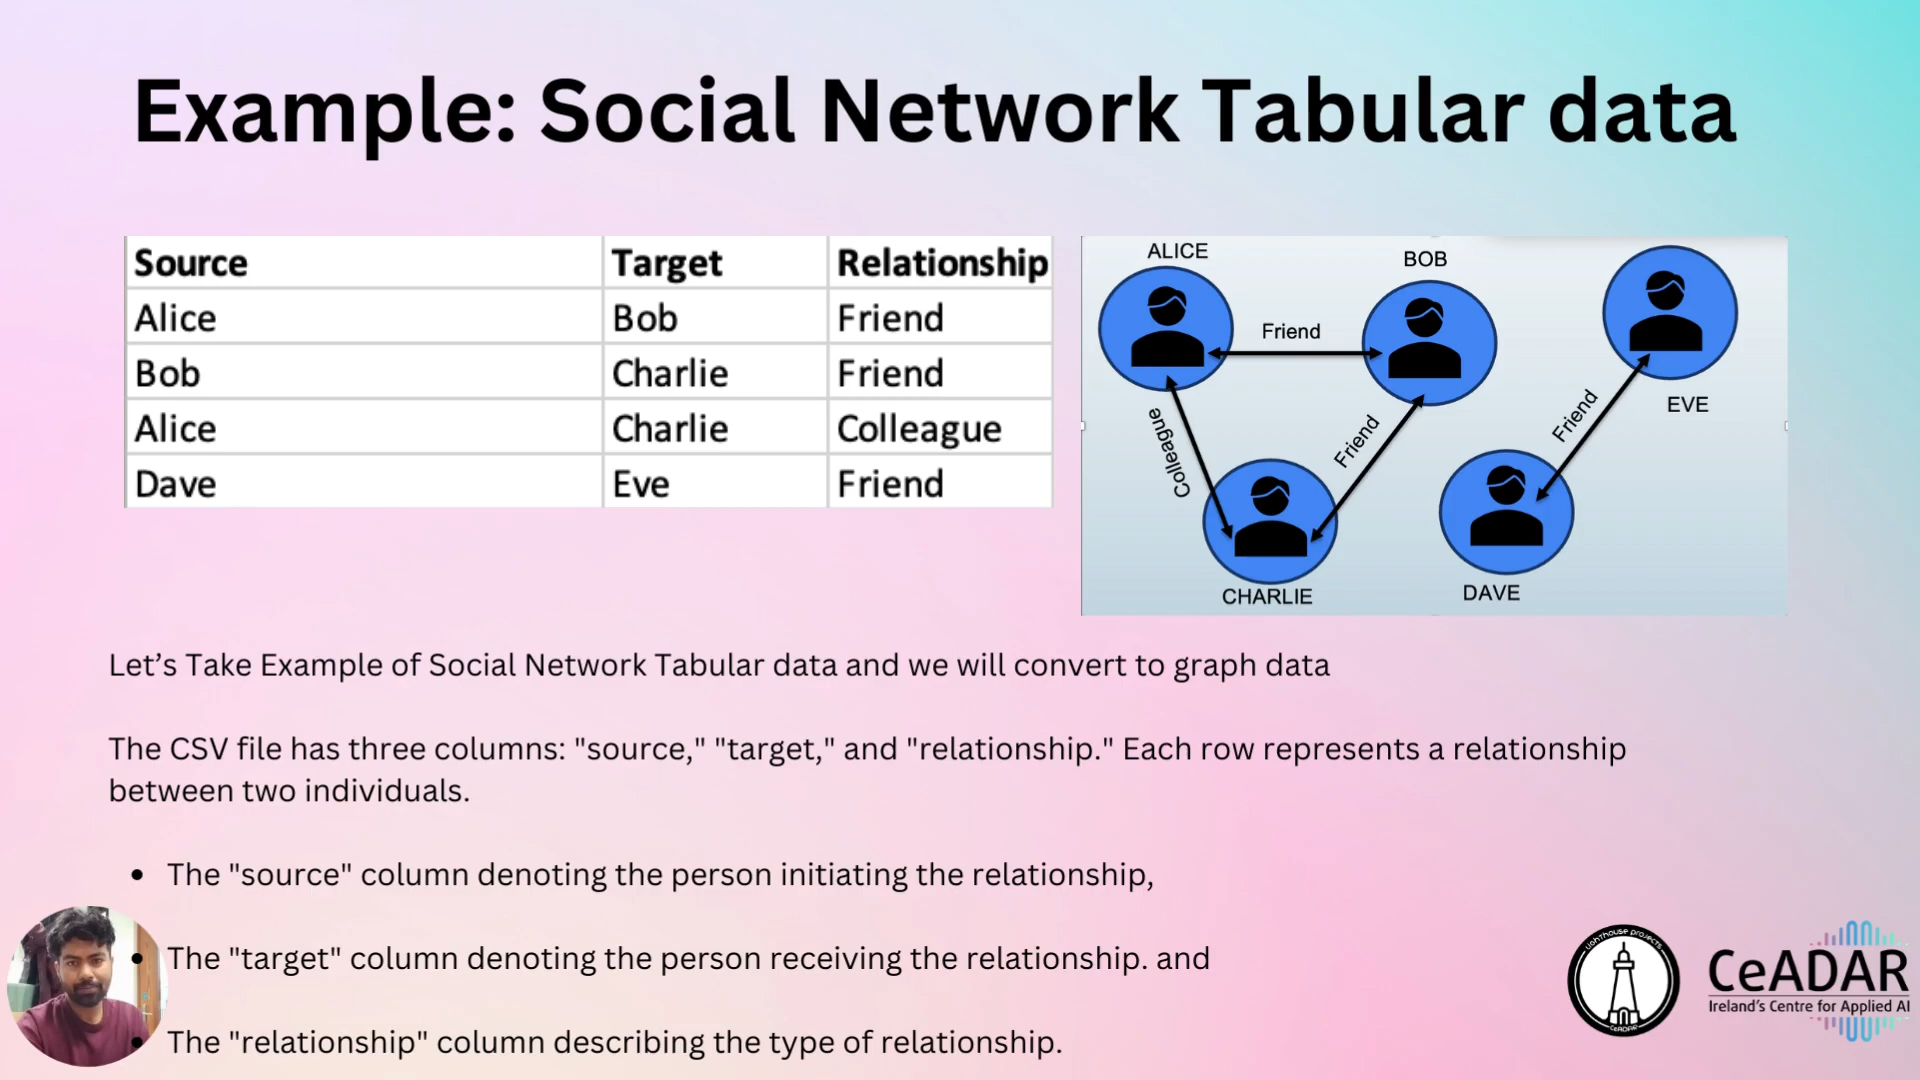 Example: Social Network Tabular data
Source Target Relationship
Alice Bob Friend
Bob Charlie Friend
Alice Charlie Colleague
Dave Eve Friend
ALICE
BOB
Friend
EVE
Colleague
Friend
Friend
CHARLIE
DAVE
Let’s Take Example of Social Network Tabular data and we will convert to graph data
The CSV file has three columns: "source," "target," and "relationship." Each row represents a relationship
between two individuals.
• The "source" column denoting the person initiating the relationship,
• The "target" column denoting the person receiving the relationship. and
• The "relationship" column describing the type of relationship.
Lighthouse Projects
CeADAR
CeADAR
Ireland's Centre for Applied AI